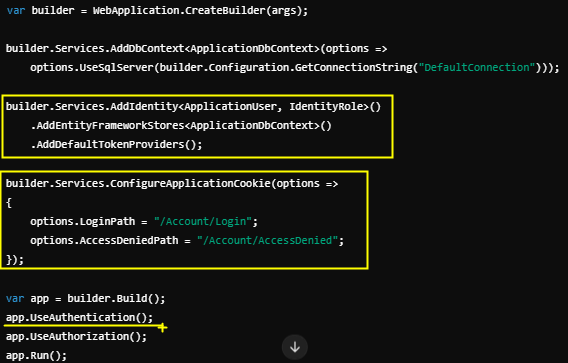 var builder = WebApplication.CreateBuilder(args);
builder.Services.AddDbContext<ApplicationDbContext>(options =>
    options.UseSqlServer(builder.Configuration.GetConnectionString("DefaultConnection")));
builder.Services.AddIdentity<ApplicationUser, IdentityRole>()
    .AddEntityFrameworkStores<ApplicationDbContext>()
    .AddDefaultTokenProviders();
builder.Services.ConfigureApplicationCookie(options =>
{
    options.LoginPath = "/Account/Login";
    options.AccessDeniedPath = "/Account/AccessDenied";
});
var app = builder.Build();
app.UseAuthentication();
app.UseAuthorization();
app.Run();